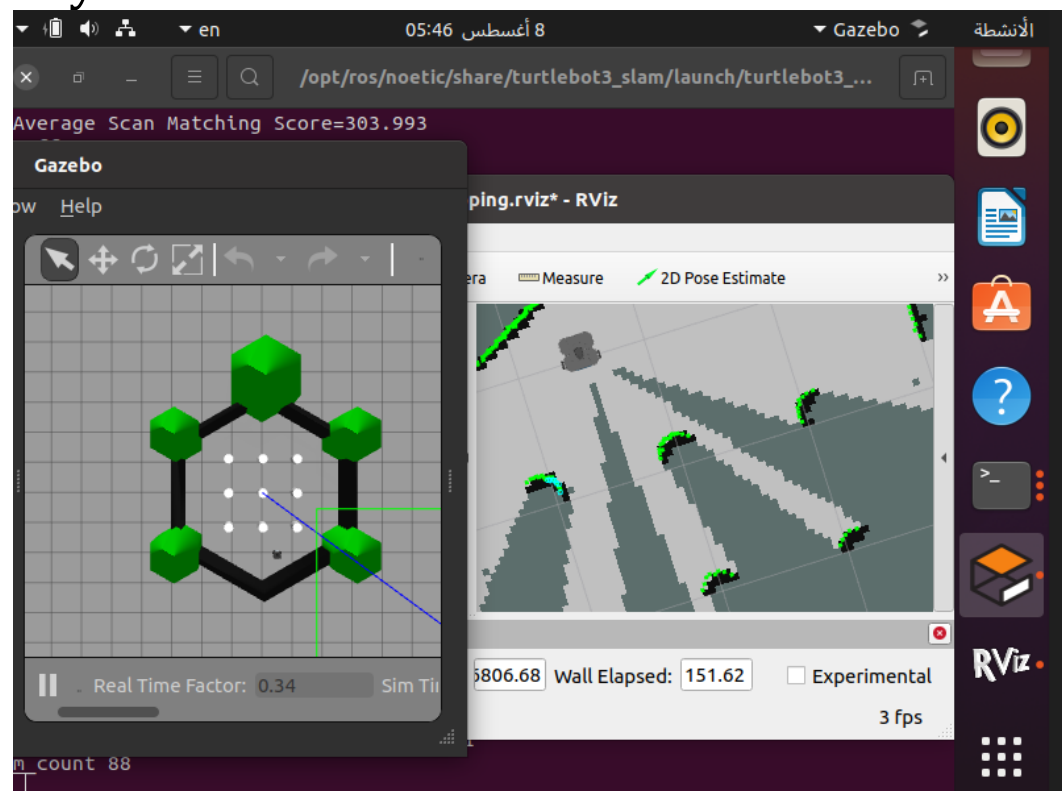 en
05:46 8 أغسطس
Gazebo
الأنشطة
/opt/ros/noetic/share/turtlebot3_slam/launch/turtlebot3_...
Average Scan Matching Score=303.993
Gazebo
ow Help
ping.rviz* - RViz
era Measure 2D Pose Estimate »
Real Time Factor: 0.34 Sim Ti
5806.68 Wall Elapsed: 151.62 Experimental
3 fps
RViz
m_count 88